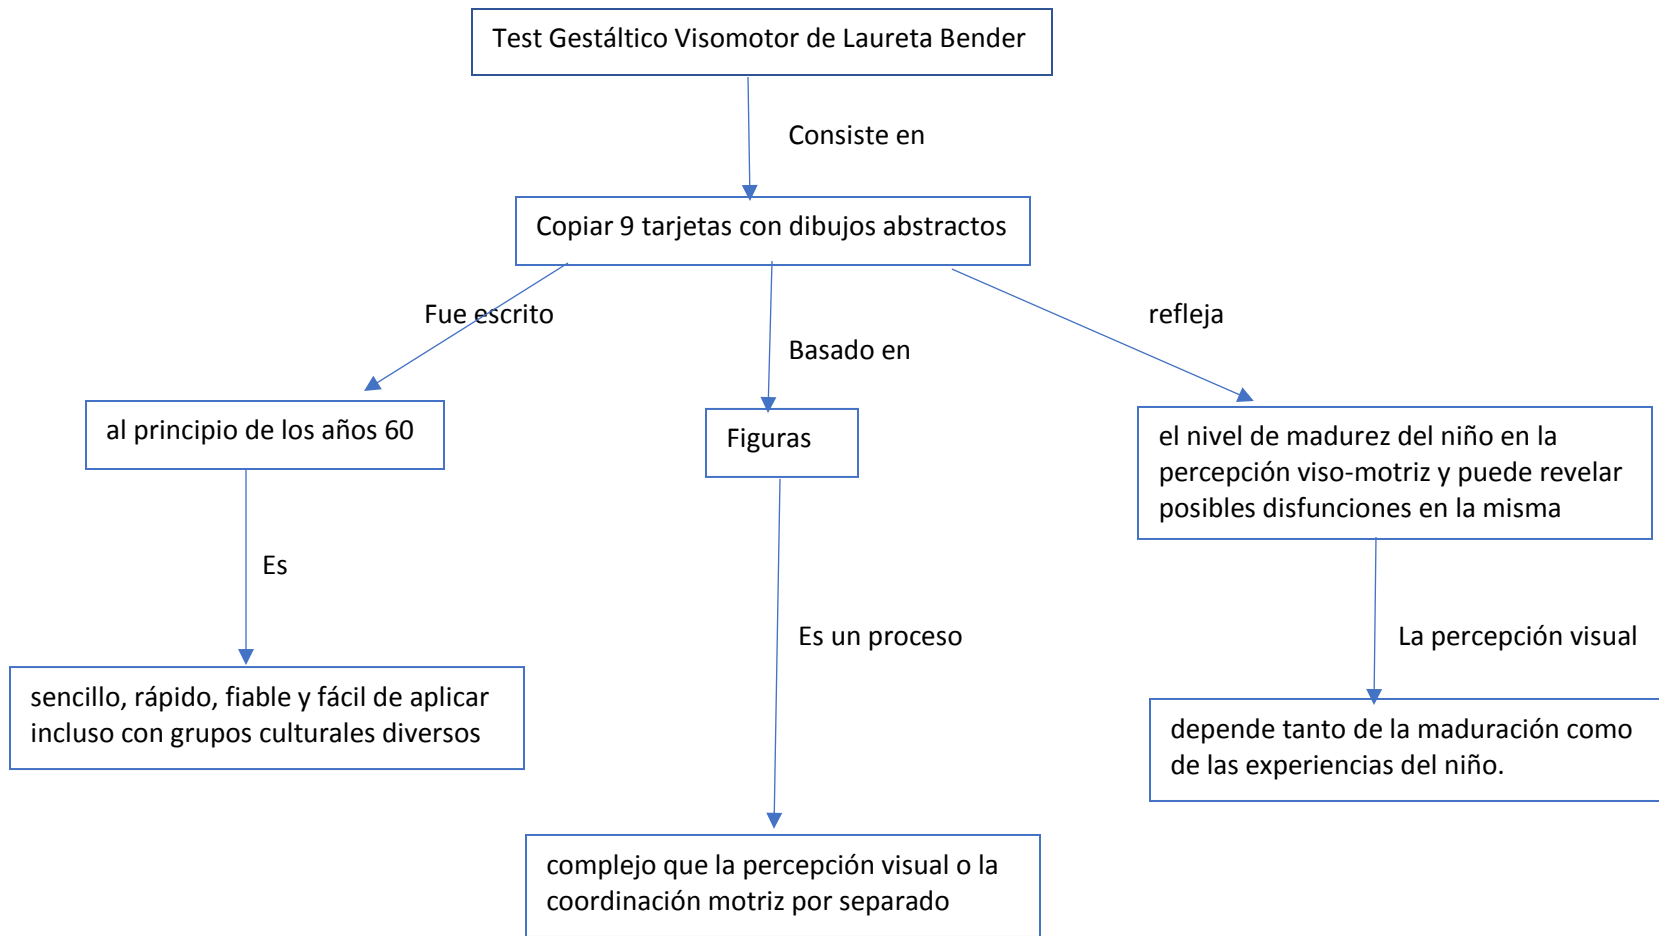 Test Gestáltico Visomotor de Laureta Bender
Consiste en
Copiar 9 tarjetas con dibujos abstractos
Fue escrito
Basado en
refleja
al principio de los años 60
Figuras
el nivel de madurez del niño en la
percepción viso-motriz y puede revelar
posibles disfunciones en la misma
Es
Es un proceso
La percepción visual
sencillo, rápido, fiable y fácil de aplicar
incluso con grupos culturales diversos
depende tanto de la maduración como
de las experiencias del niño.
complejo que la percepción visual o la
coordinación motriz por separado